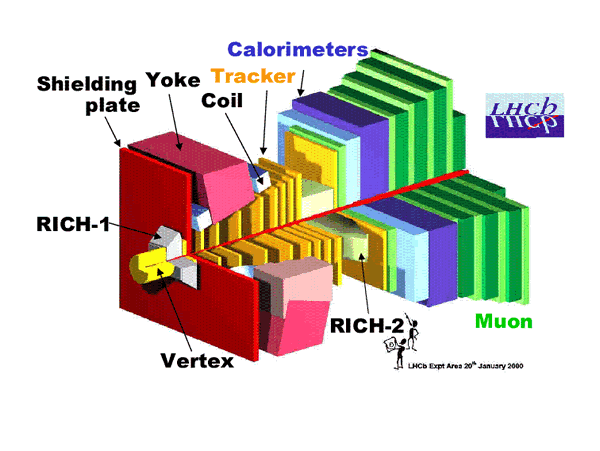 Calorimeters
Tracker
Shielding
plate
Yoke
Coil
LHCb
LHCb
RICH-1
RICH-2
Muon
Vertex
LHCb Expt Area 20th January 2000